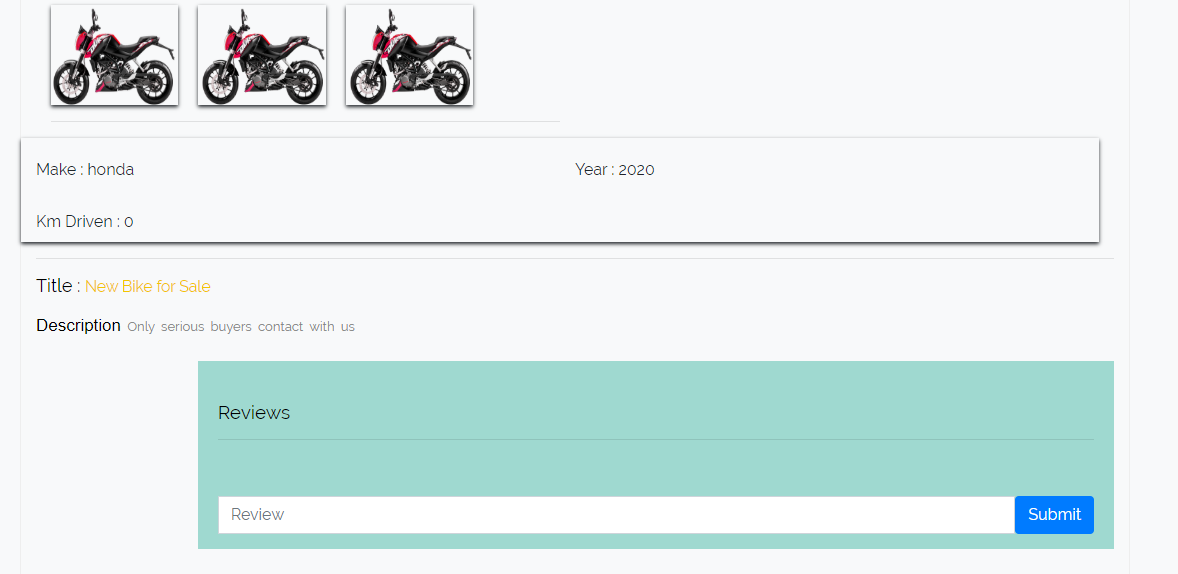 Make : honda
Year : 2020
Km Driven : 0
Title : New Bike for Sale
Description Only serious buyers contact with us
Reviews
Review
Submit